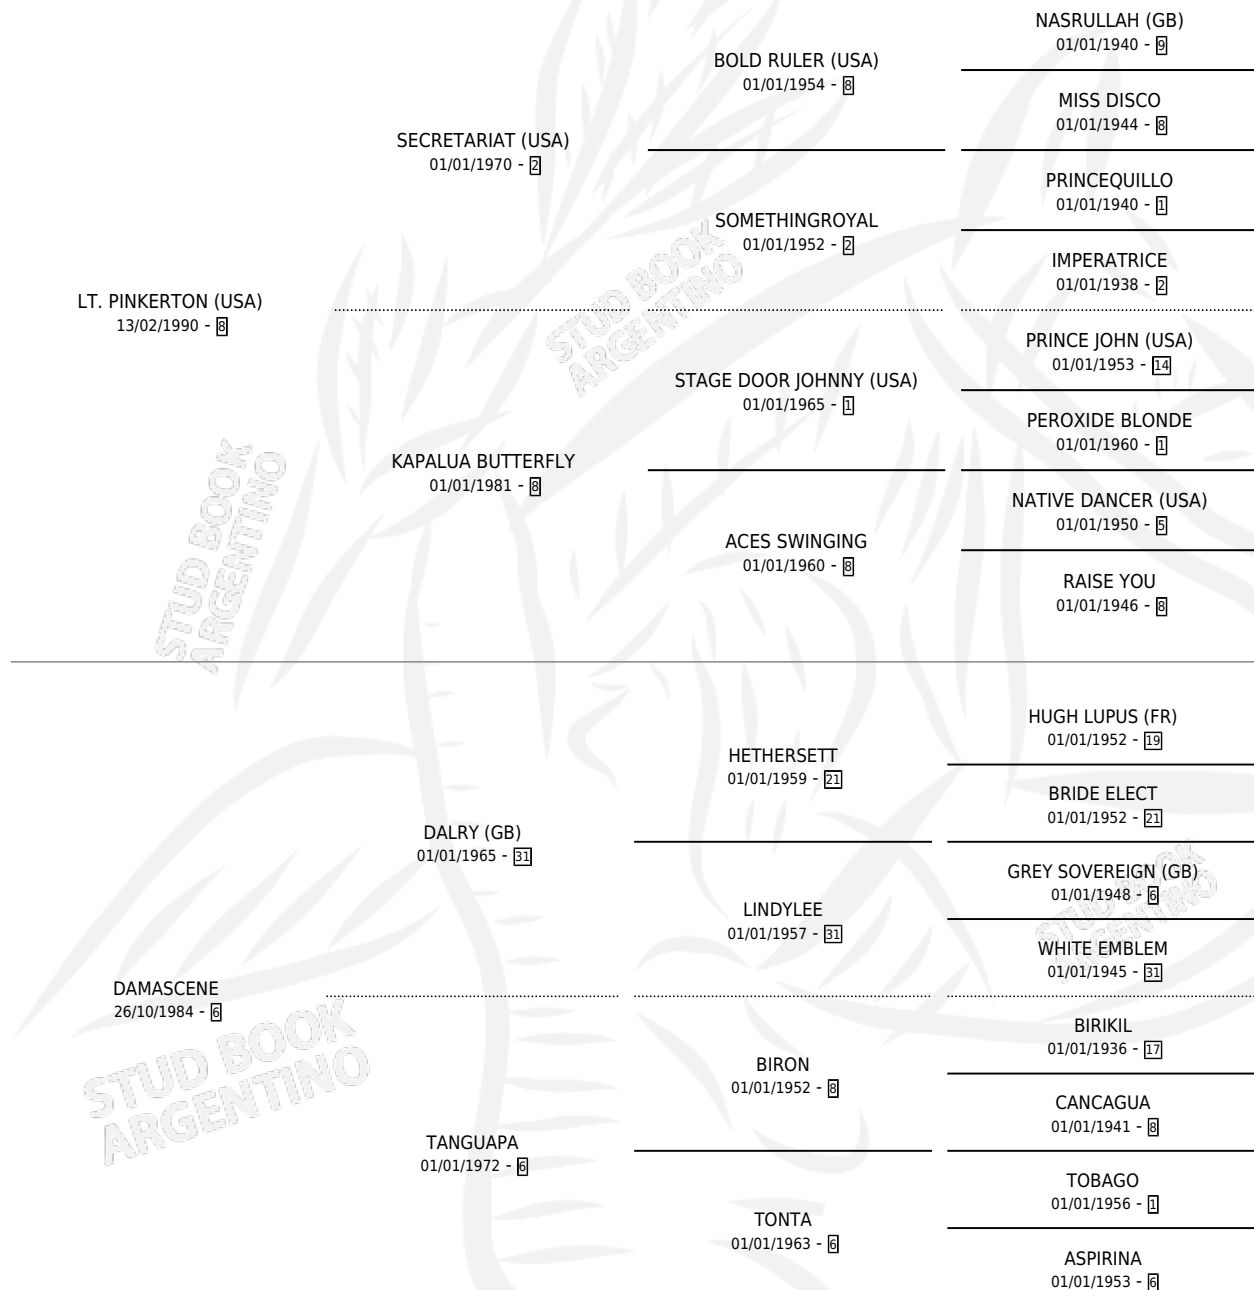 NASRULLAH (GB)
01/01/1940 - 9
BOLD RULER (USA)
01/01/1954 - 8
MISS DISCO
01/01/1944 - 8
SECRETARIAT (USA)
01/01/1970 - 2
PRINCEQUILLO
01/01/1940 - 1
SOMETHINGROYAL
01/01/1952 - 2
IMPERATRICE
01/01/1938 - 2
LT. PINKERTON (USA)
13/02/1990 - 8
PRINCE JOHN (USA)
01/01/1953 - 14
STAGE DOOR JOHNNY (USA)
01/01/1965 - 1
PEROXIDE BLONDE
01/01/1960 - 1
KAPALUA BUTTERFLY
01/01/1981 - 8
NATIVE DANCER (USA)
01/01/1950 - 5
ACES SWINGING
01/01/1960 - 8
RAISE YOU
01/01/1946 - 8
HUGH LUPUS (FR)
01/01/1952 - 19
HETHERSETT
01/01/1959 - 21
BRIDE ELECT
01/01/1952 - 21
DALRY (GB)
01/01/1965 - 31
GREY SOVEREIGN (GB)
01/01/1948 - 6
LINDYLEE
01/01/1957 - 31
WHITE EMBLEM
01/01/1945 - 31
DAMASCENE
26/10/1984 - 6
BIRIKIL
01/01/1936 - 17
BIRON
01/01/1952 - 8
CANCAGUA
01/01/1941 - 8
TANGUAPA
01/01/1972 - 6
TOBAGO
01/01/1956 - 1
TONTA
01/01/1963 - 6
ASPIRINA
01/01/1953 - 6
STUD BOOK
ARGENTINO
STUD BOOK
ARGENTINO
STUD BOOK
ARGENTINO
STUD BOOK
ARGENTINO